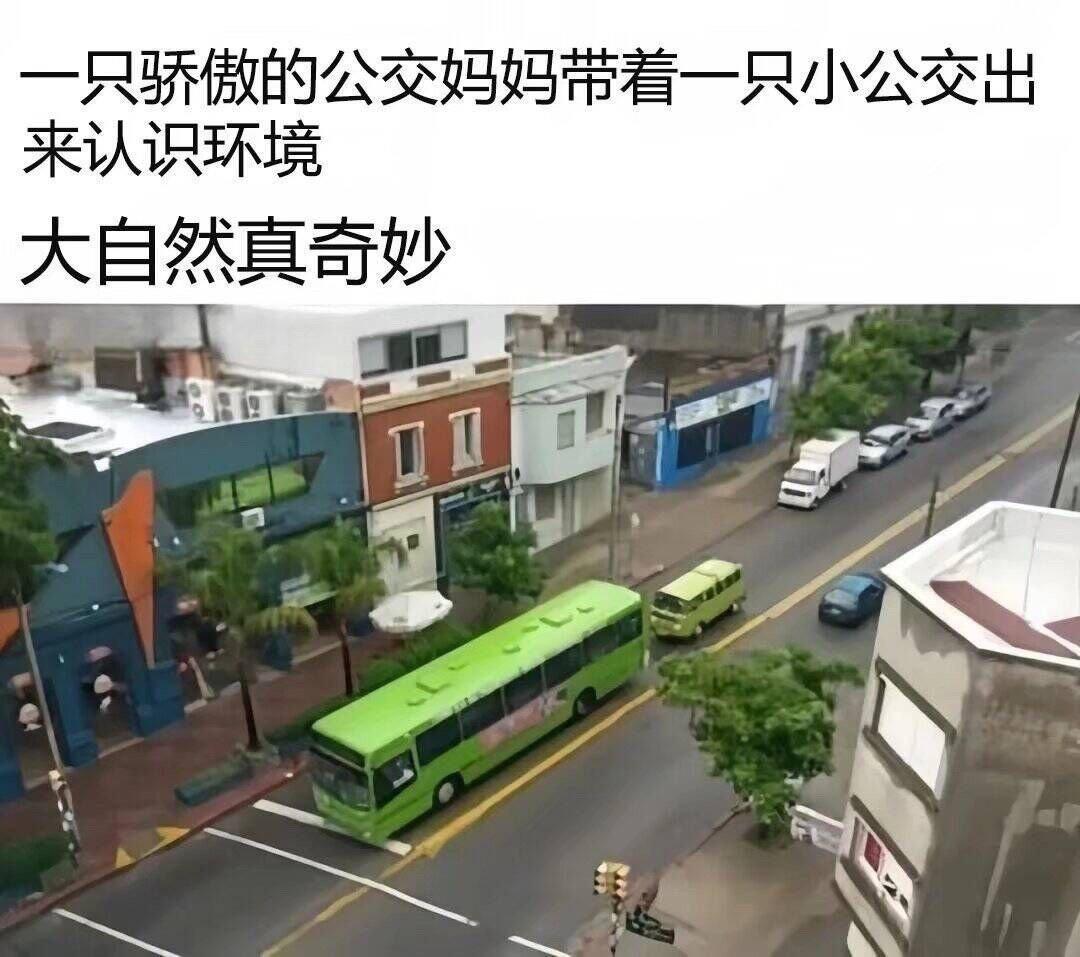 一只骄傲的公交妈妈带着一只小公交出
来认识环境
大自然真奇妙